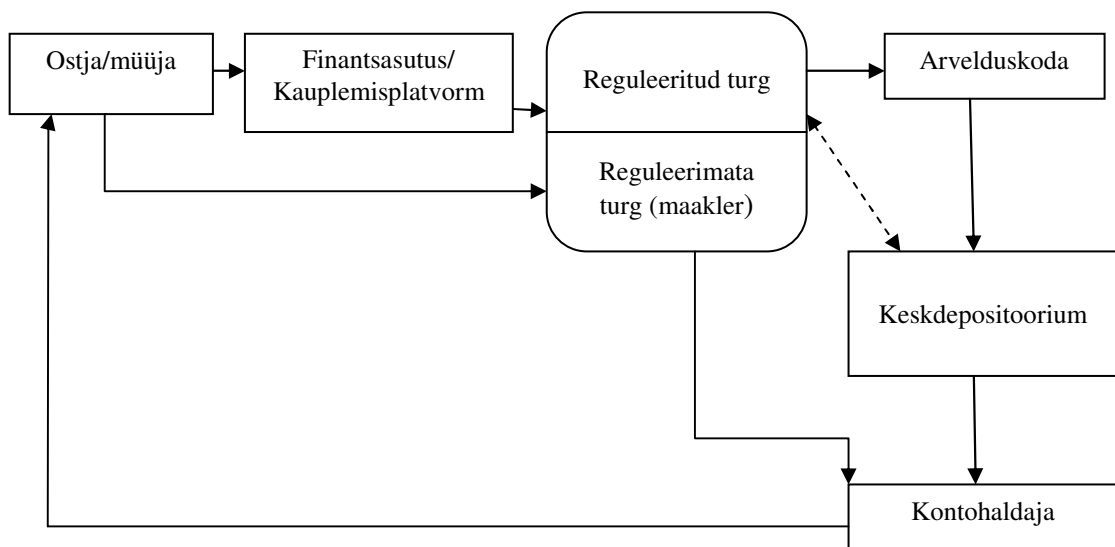 Ostja/müüja
Finantsasutus/
Kauplemisplatvorm
Reguleeritud turg
Arvelduskoda
Reguleerimata
turg (maakler)
Keskdepositoorium
Kontohaldaja